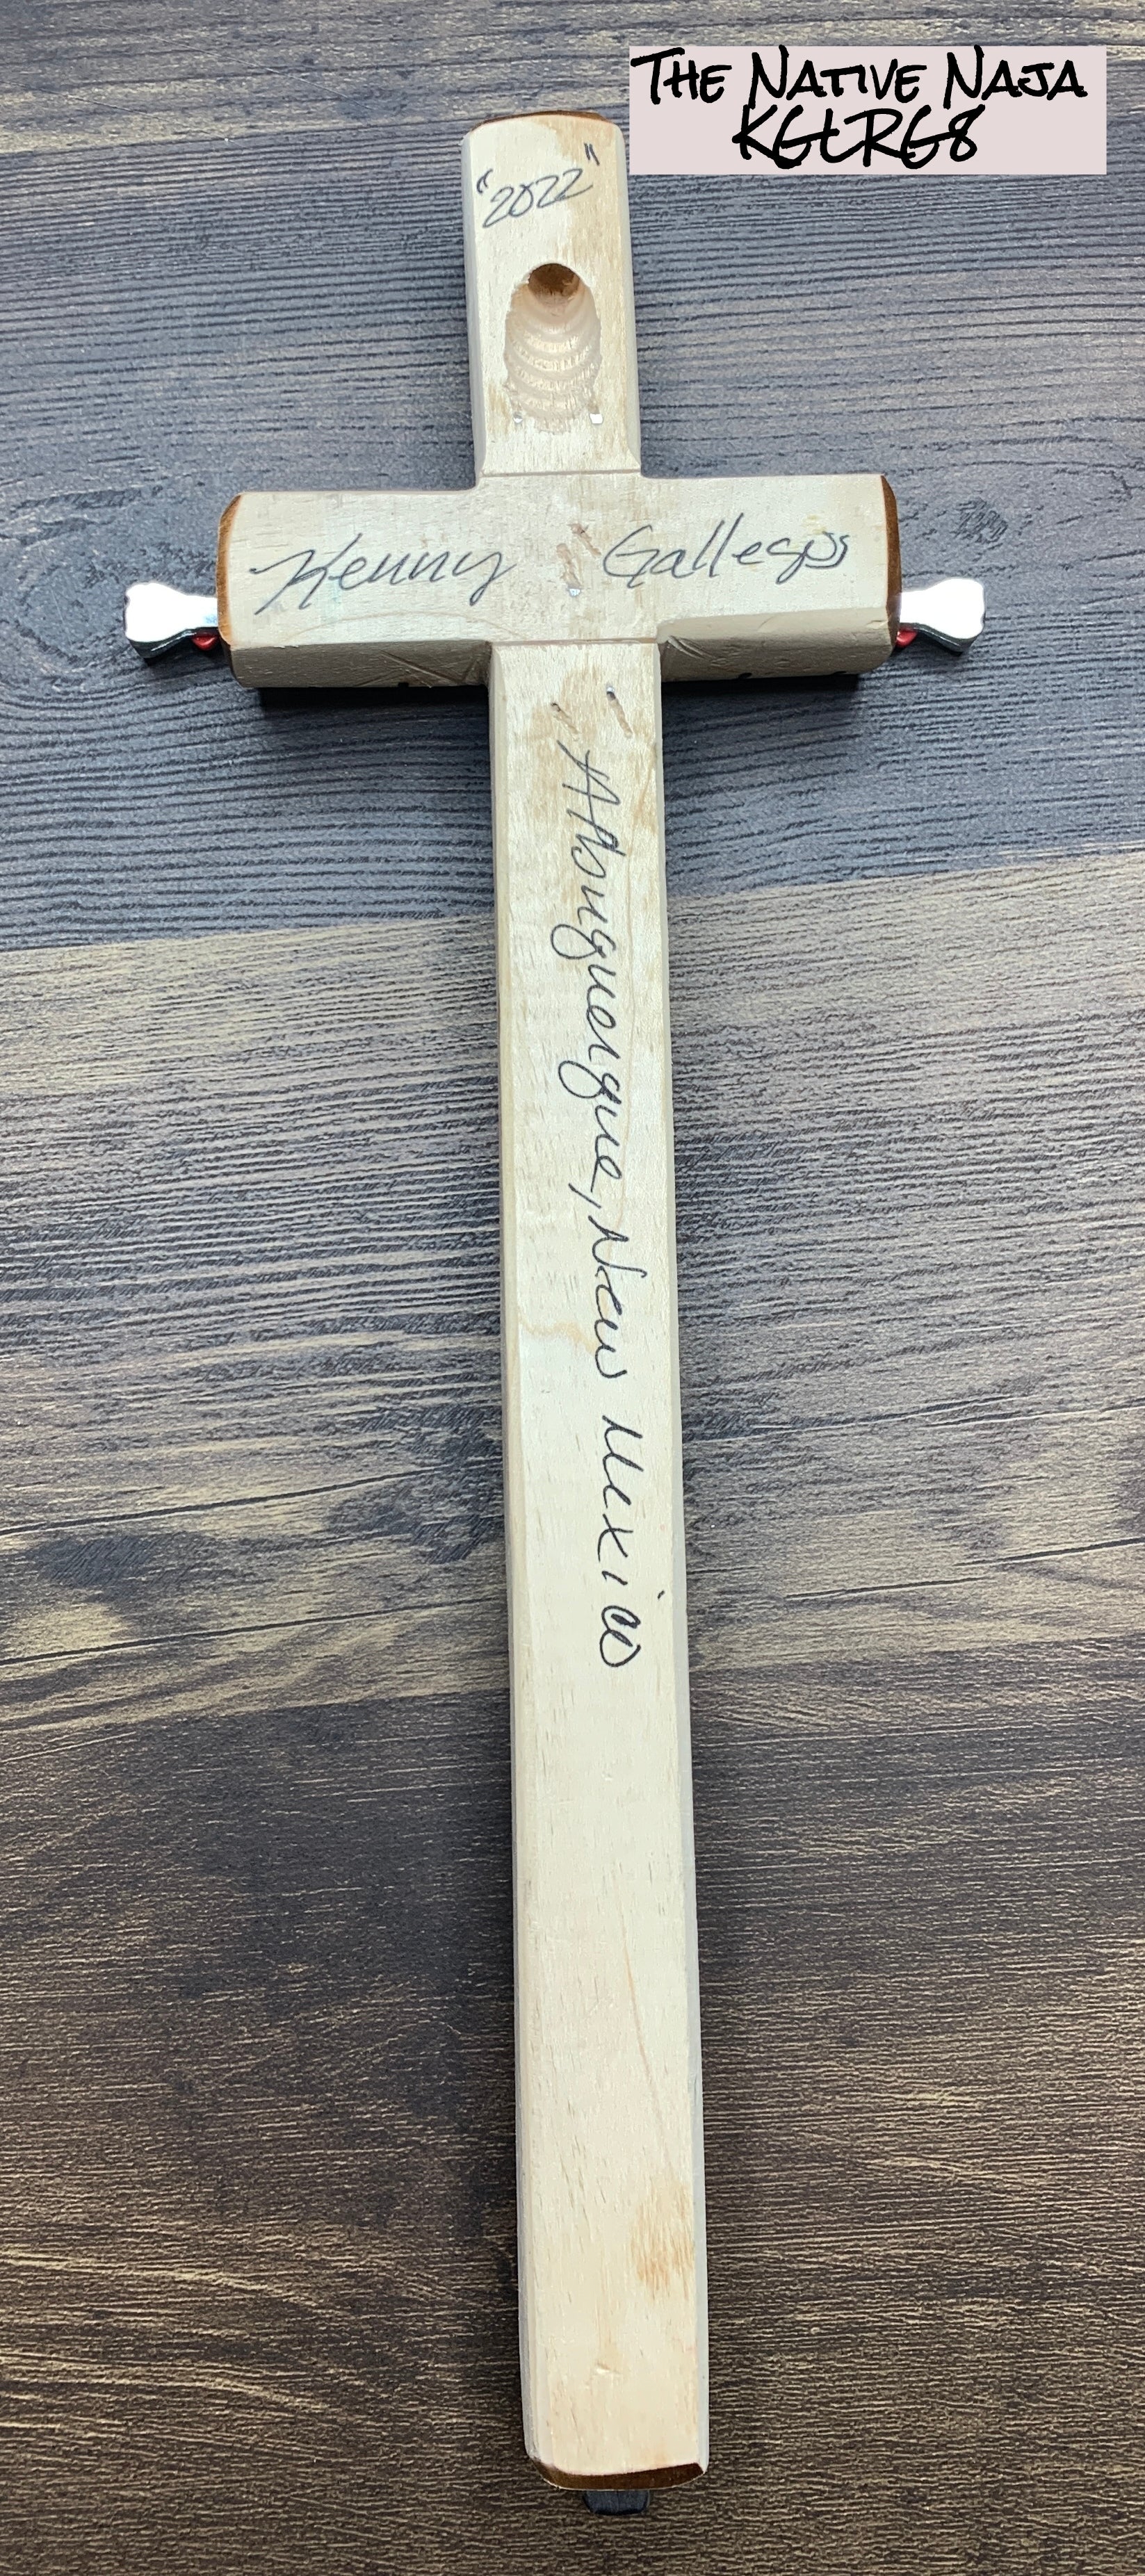 THE NATIVE NAJA
KGLRG8
"2022"
Kenny Gallegos
Albuquerque, New Mexico